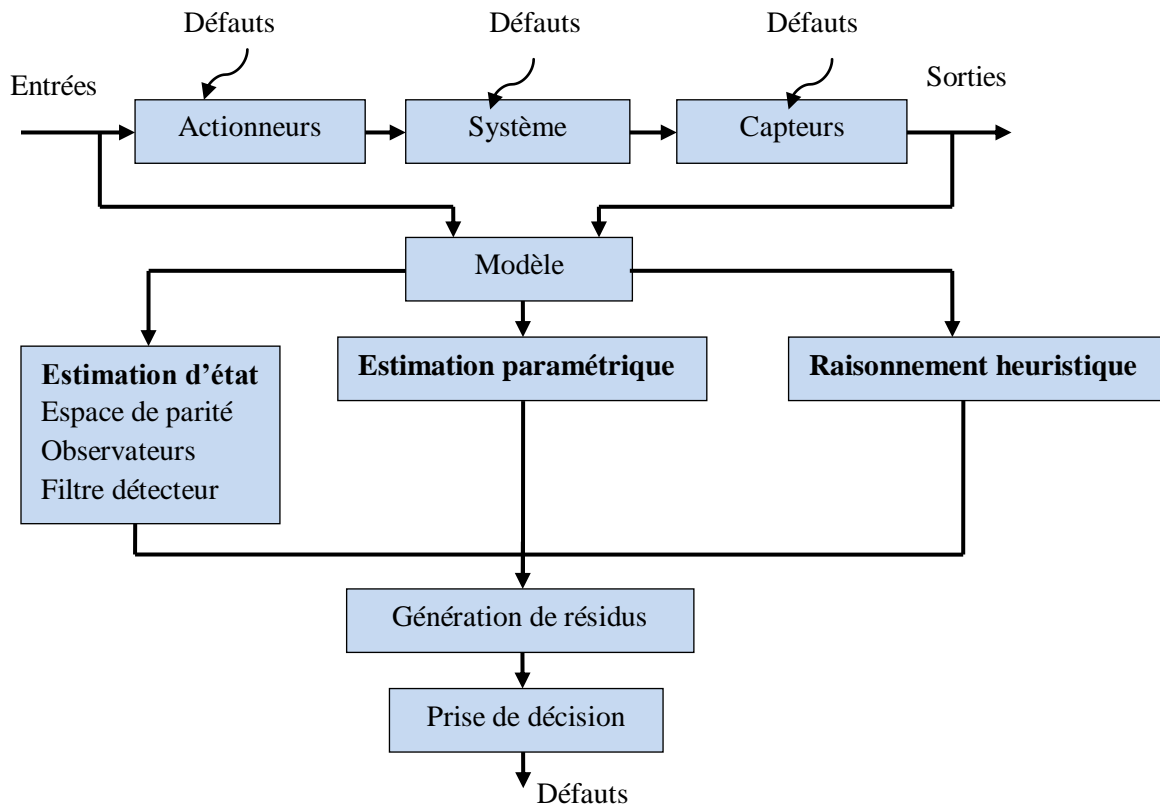 Défauts
Défauts
Défauts
Entrées
Sorties
Actionneurs
Système
Capteurs
Modèle
Estimation d’état
Espace de parité
Observateurs
Filtre détecteur
Estimation paramétrique
Raisonnement heuristique
Génération de résidus
Prise de décision
Défauts